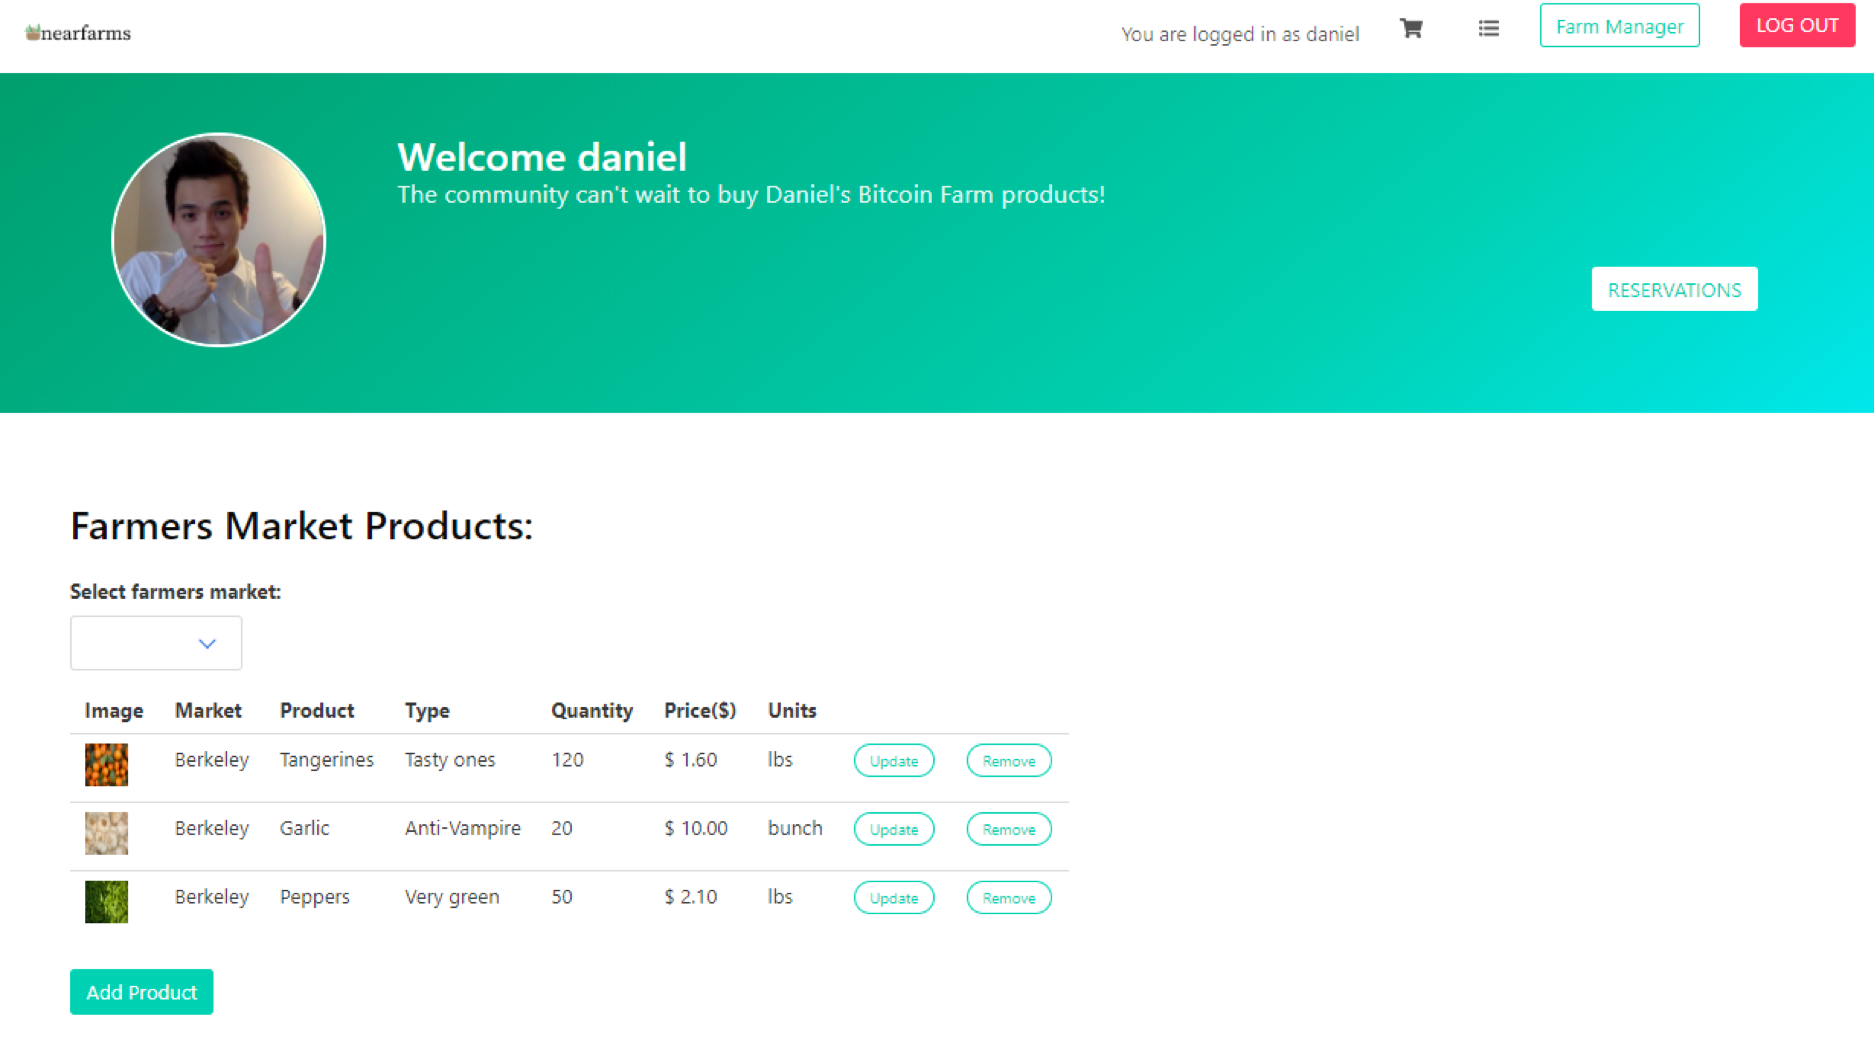 nearfarms
You are logged in as daniel
Farm Manager
LOG OUT
Welcome daniel
The community can't wait to buy Daniel's Bitcoin Farm products!
RESERVATIONS
Farmers Market Products:
Select farmers market:
Image Market Product Type Quantity Price($) Units
Berkeley Tangerines Tasty ones 120 $ 1.60 lbs Update Remove
Berkeley Garlic Anti-Vampire 20 $ 10.00 bunch Update Remove
Berkeley Peppers Very green 50 $ 2.10 lbs Update Remove
Add Product